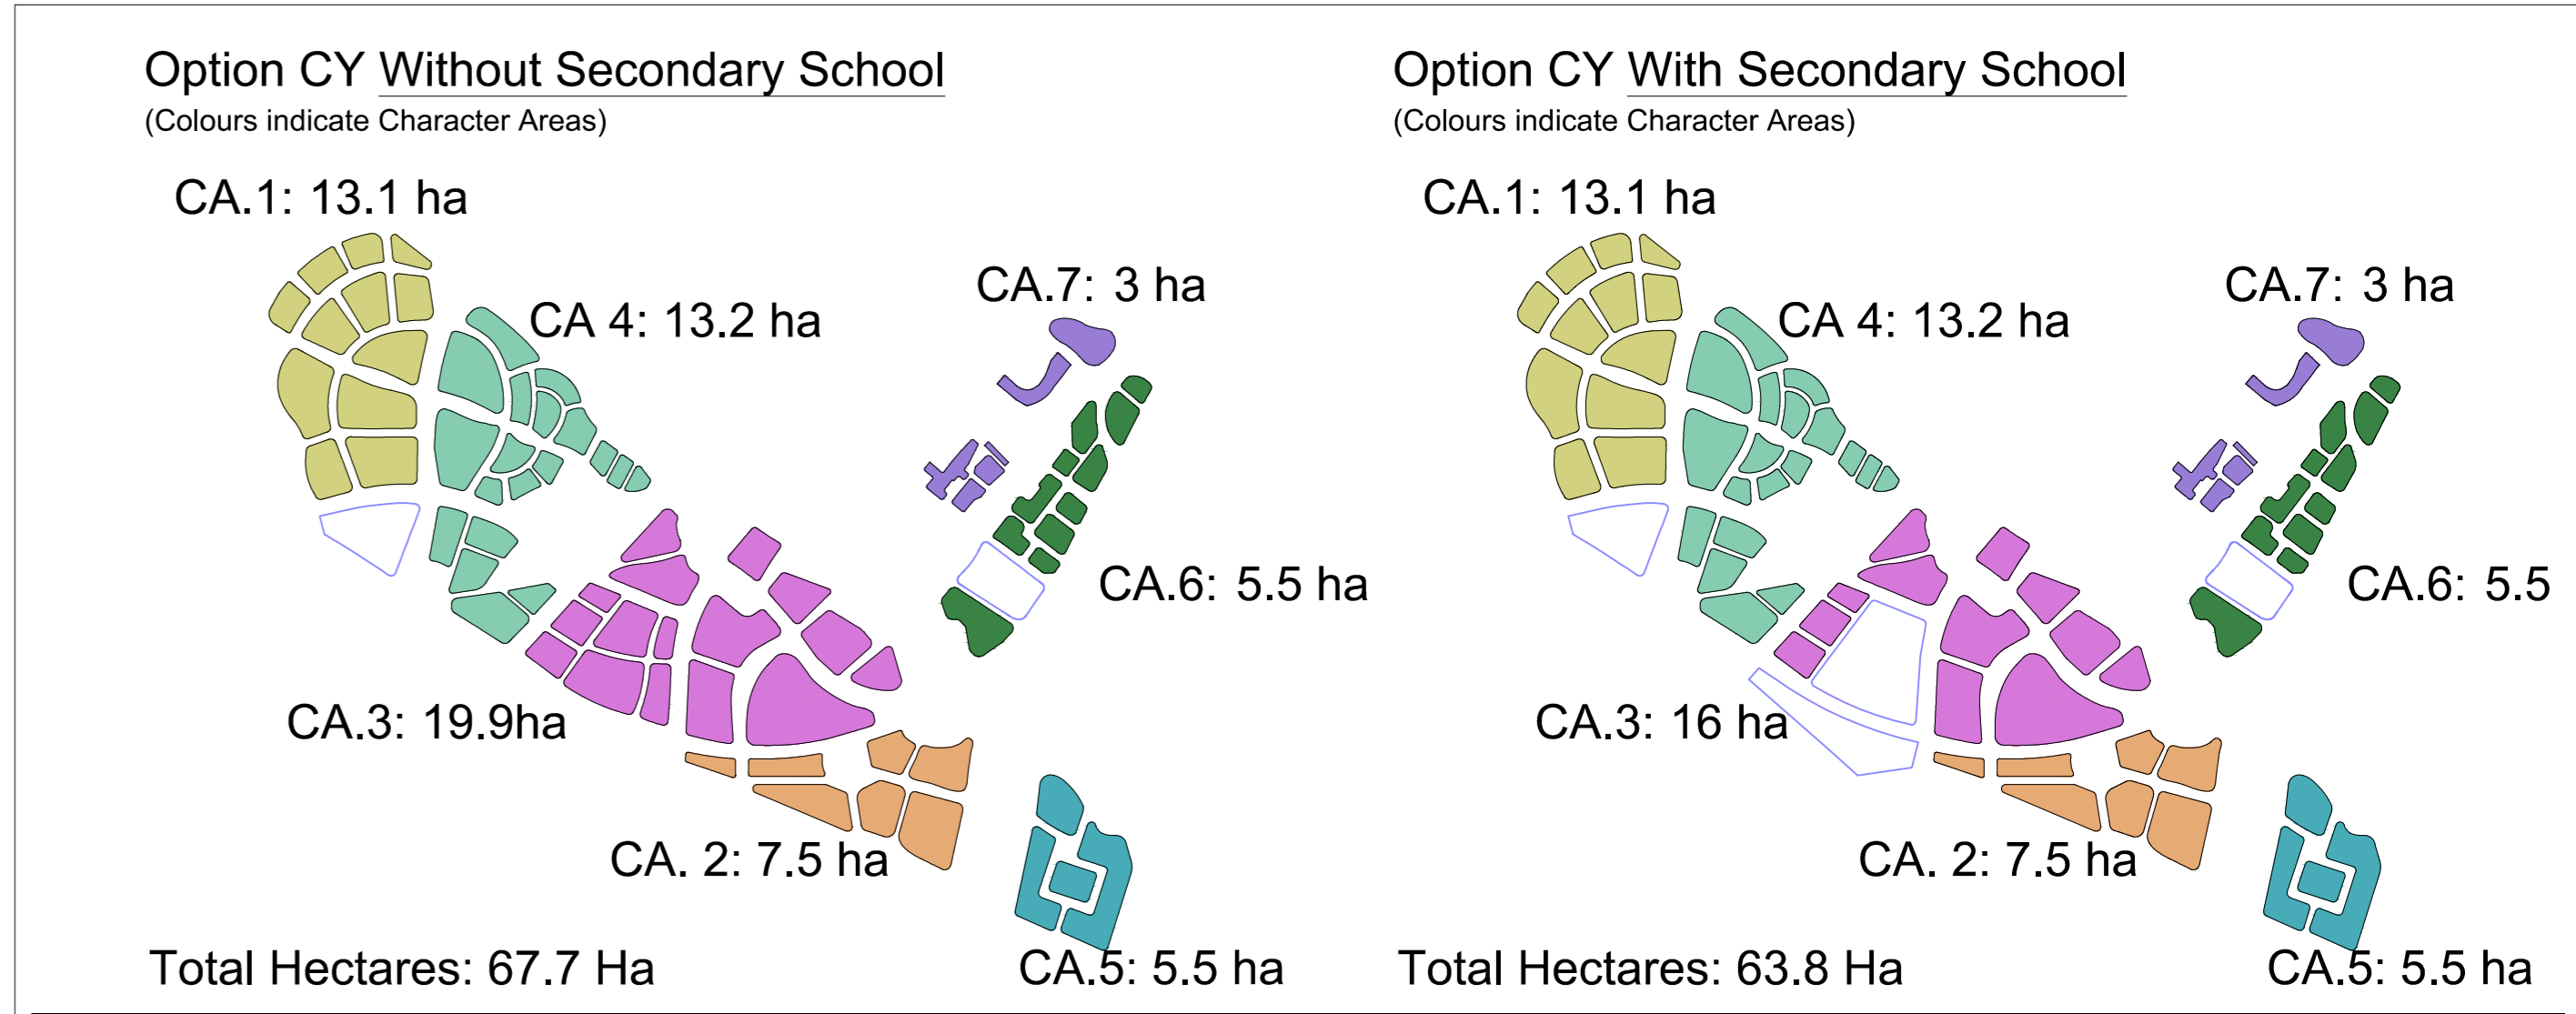 Option CY Without Secondary School
(Colours indicate Character Areas)
CA.1: 13.1 ha
CA.7: 3 ha
CA 4: 13.2 ha
CA.6: 5.5 ha
CA.3: 19.9ha
CA. 2: 7.5 ha
Total Hectares: 67.7 Ha
CA.5: 5.5 ha
Option CY With Secondary School
(Colours indicate Character Areas)
CA.1: 13.1 ha
CA.7: 3 ha
CA 4: 13.2 ha
CA.6: 5.5
CA.3: 16 ha
CA. 2: 7.5 ha
Total Hectares: 63.8 Ha
CA.5: 5.5 ha